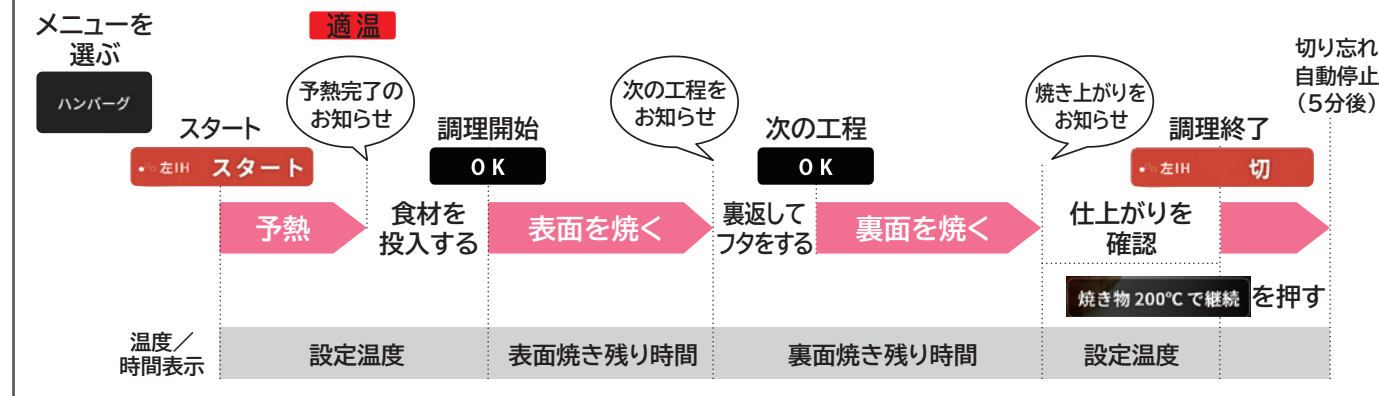 メニューを
選ぶ
ハンバーグ
スタート
左IH スタート
適温
予熱完了の
お知らせ
調理開始
OK
次の工程を
お知らせ
次の工程
OK
焼き上がりを
お知らせ
調理終了
左IH 切
切り忘れ
自動停止
(5分後)
予熱
食材を
投入する
表面を焼く
裏返して
フタをする
裏面を焼く
仕上がりを
確認
焼き物 200℃ で継続 を押す
温度/
時間表示
設定温度
表面焼き残り時間
裏面焼き残り時間
設定温度